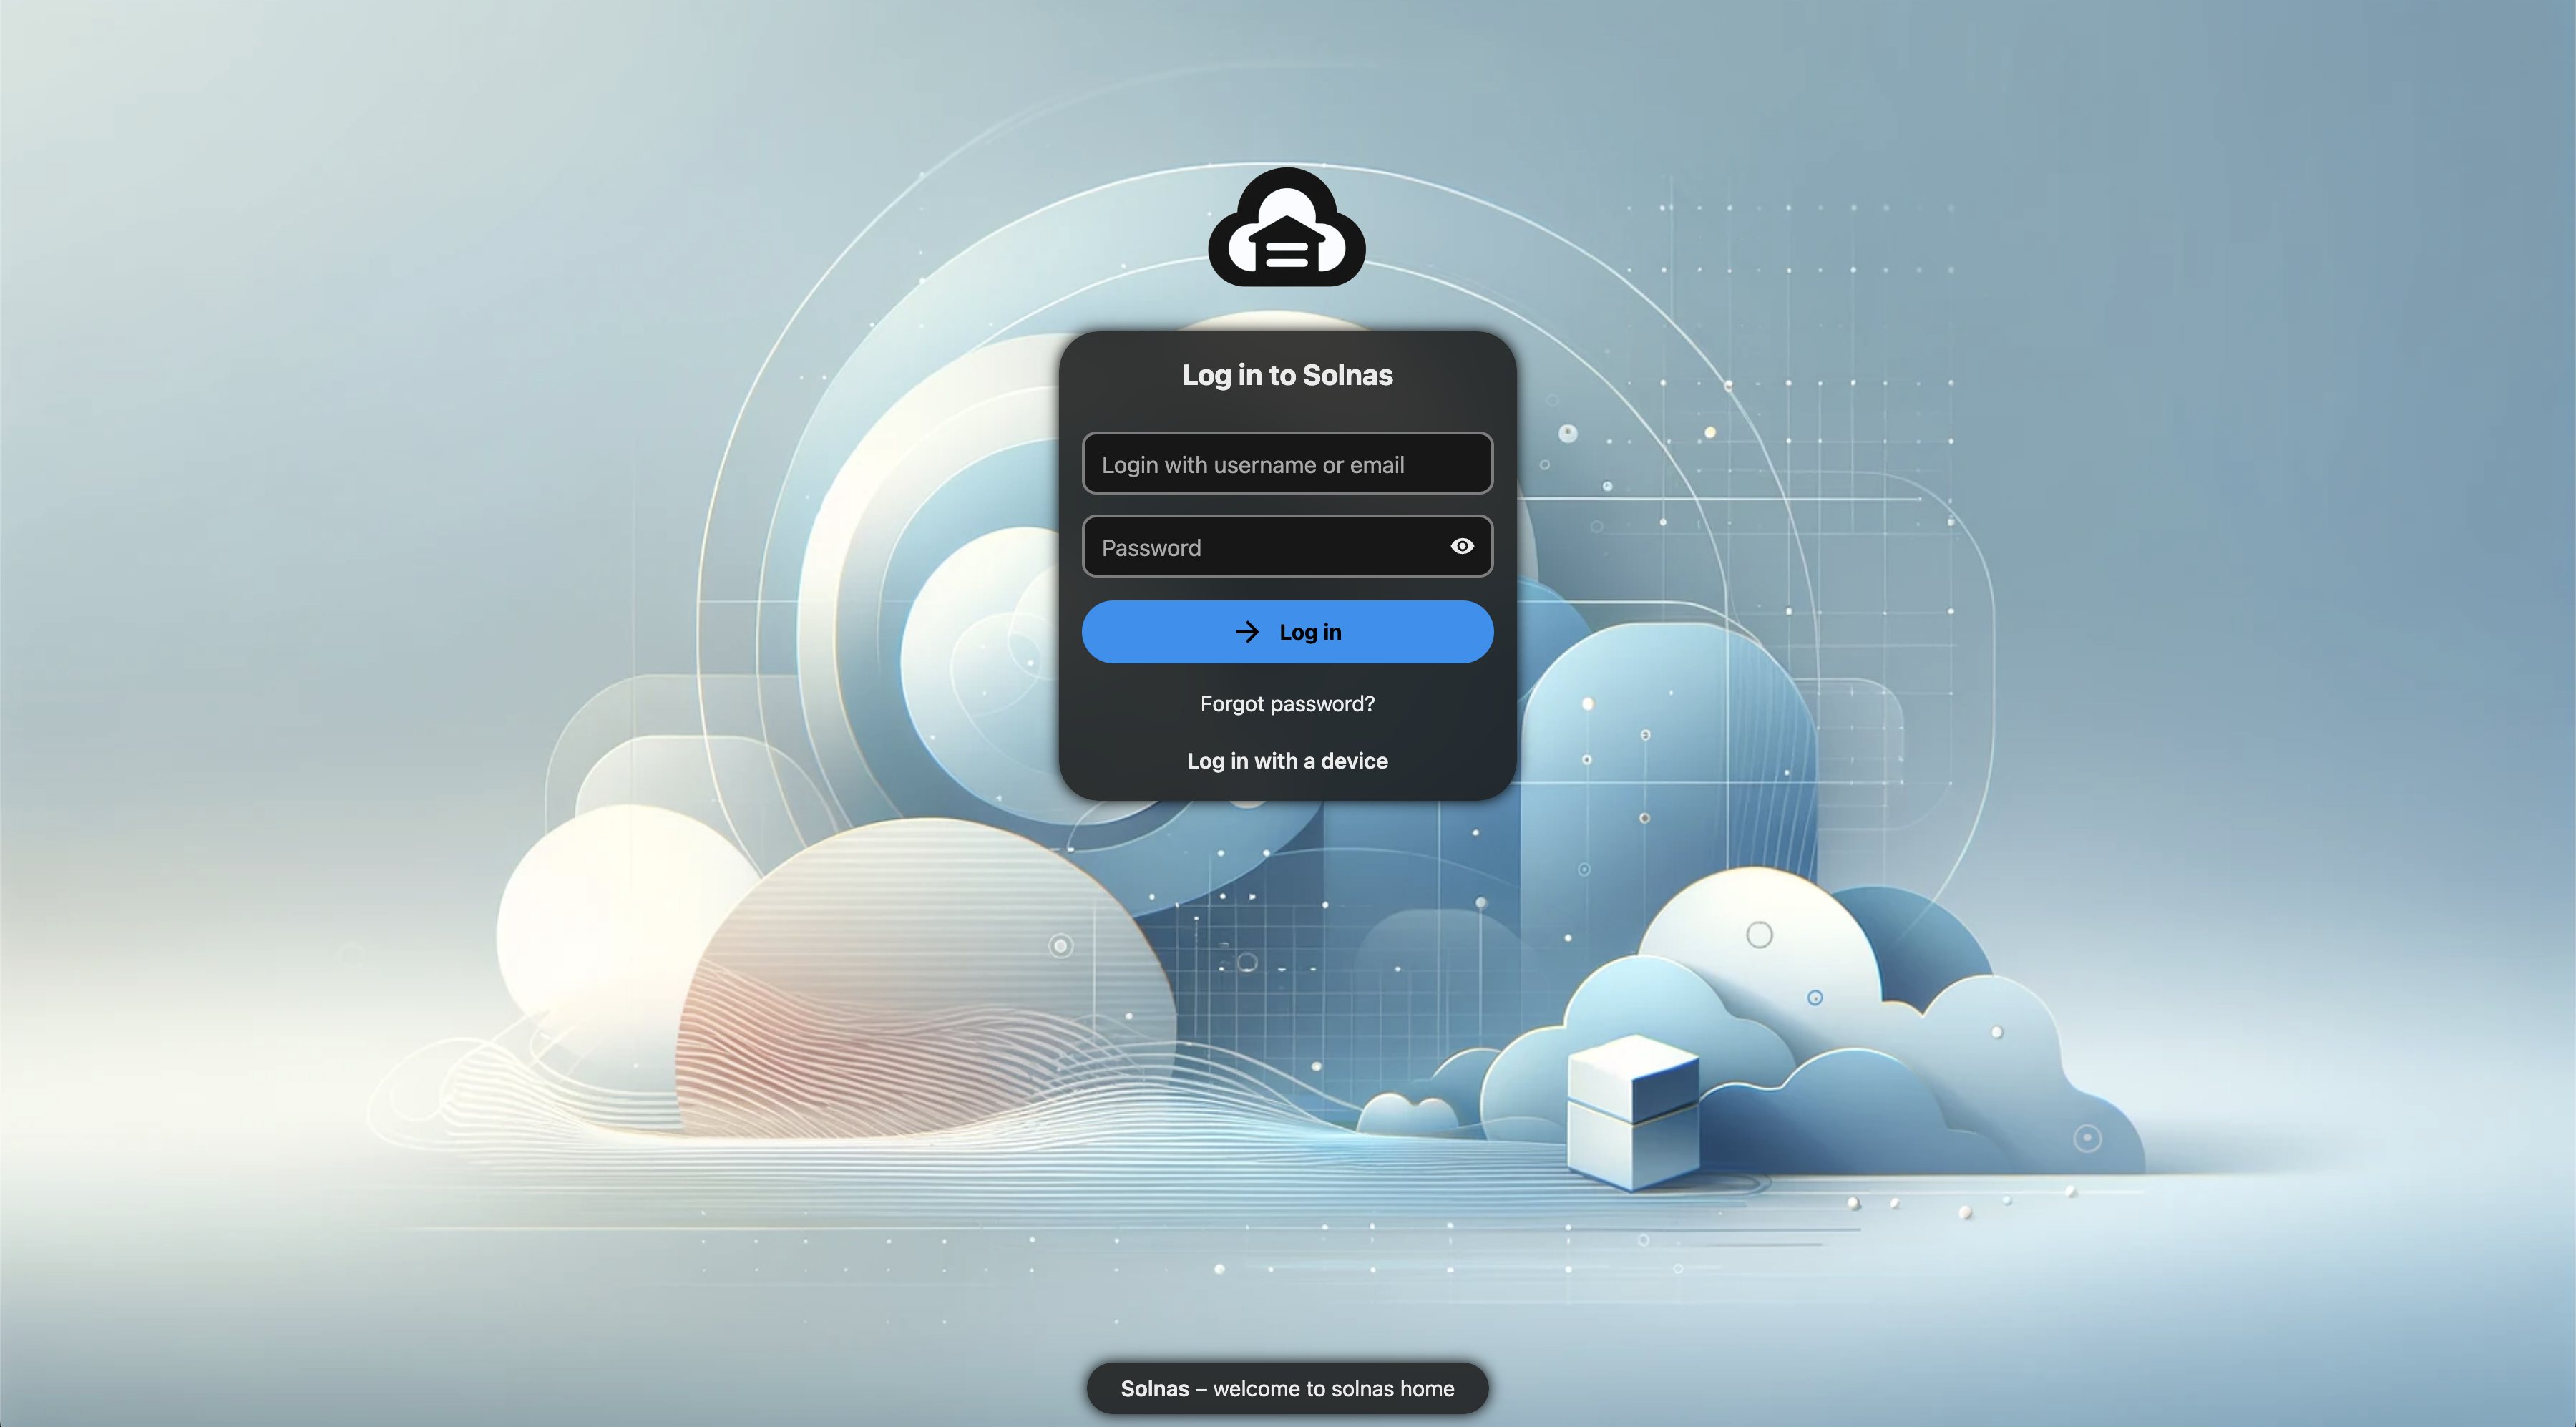 Log in to Solnas
Login with username or email
Password
Log in
Forgot password?
Log in with a device
Solnas – welcome to solnas home